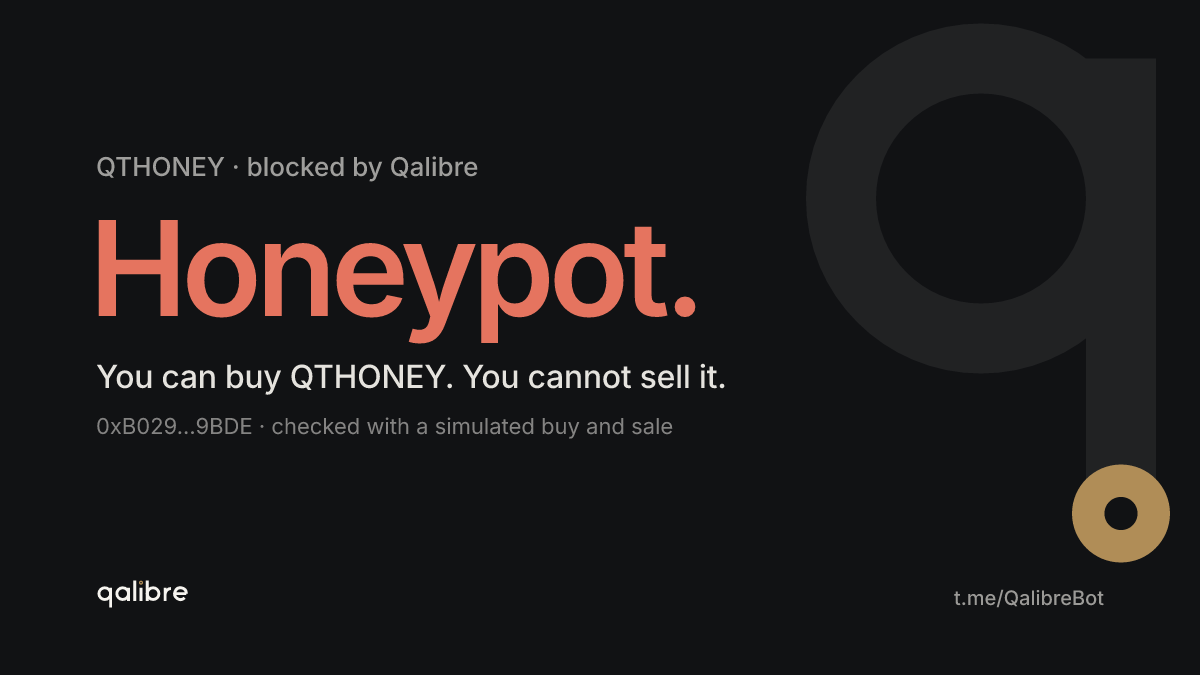 QTHONEY · blocked by Qalibre
Honeypot.
You can buy QTHONEY. You cannot sell it.
0xB029...9BDE · checked with a simulated buy and sale
qalibre
t.me/QalibreBot